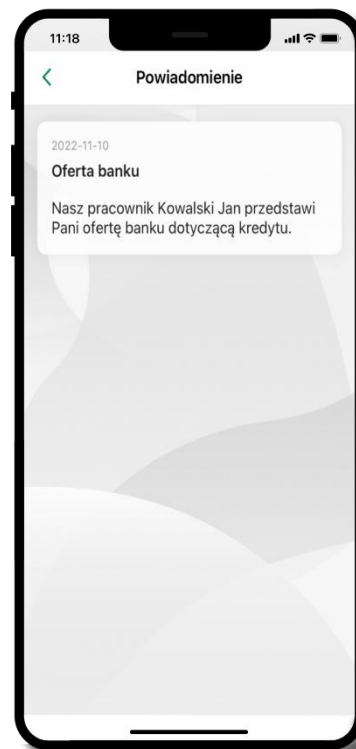 11:18
Powiadomienie
2022-11-10
Oferta banku
Nasz pracownik Kowalski Jan przedstawi
Pani ofertę banku dotyczącą kredytu.